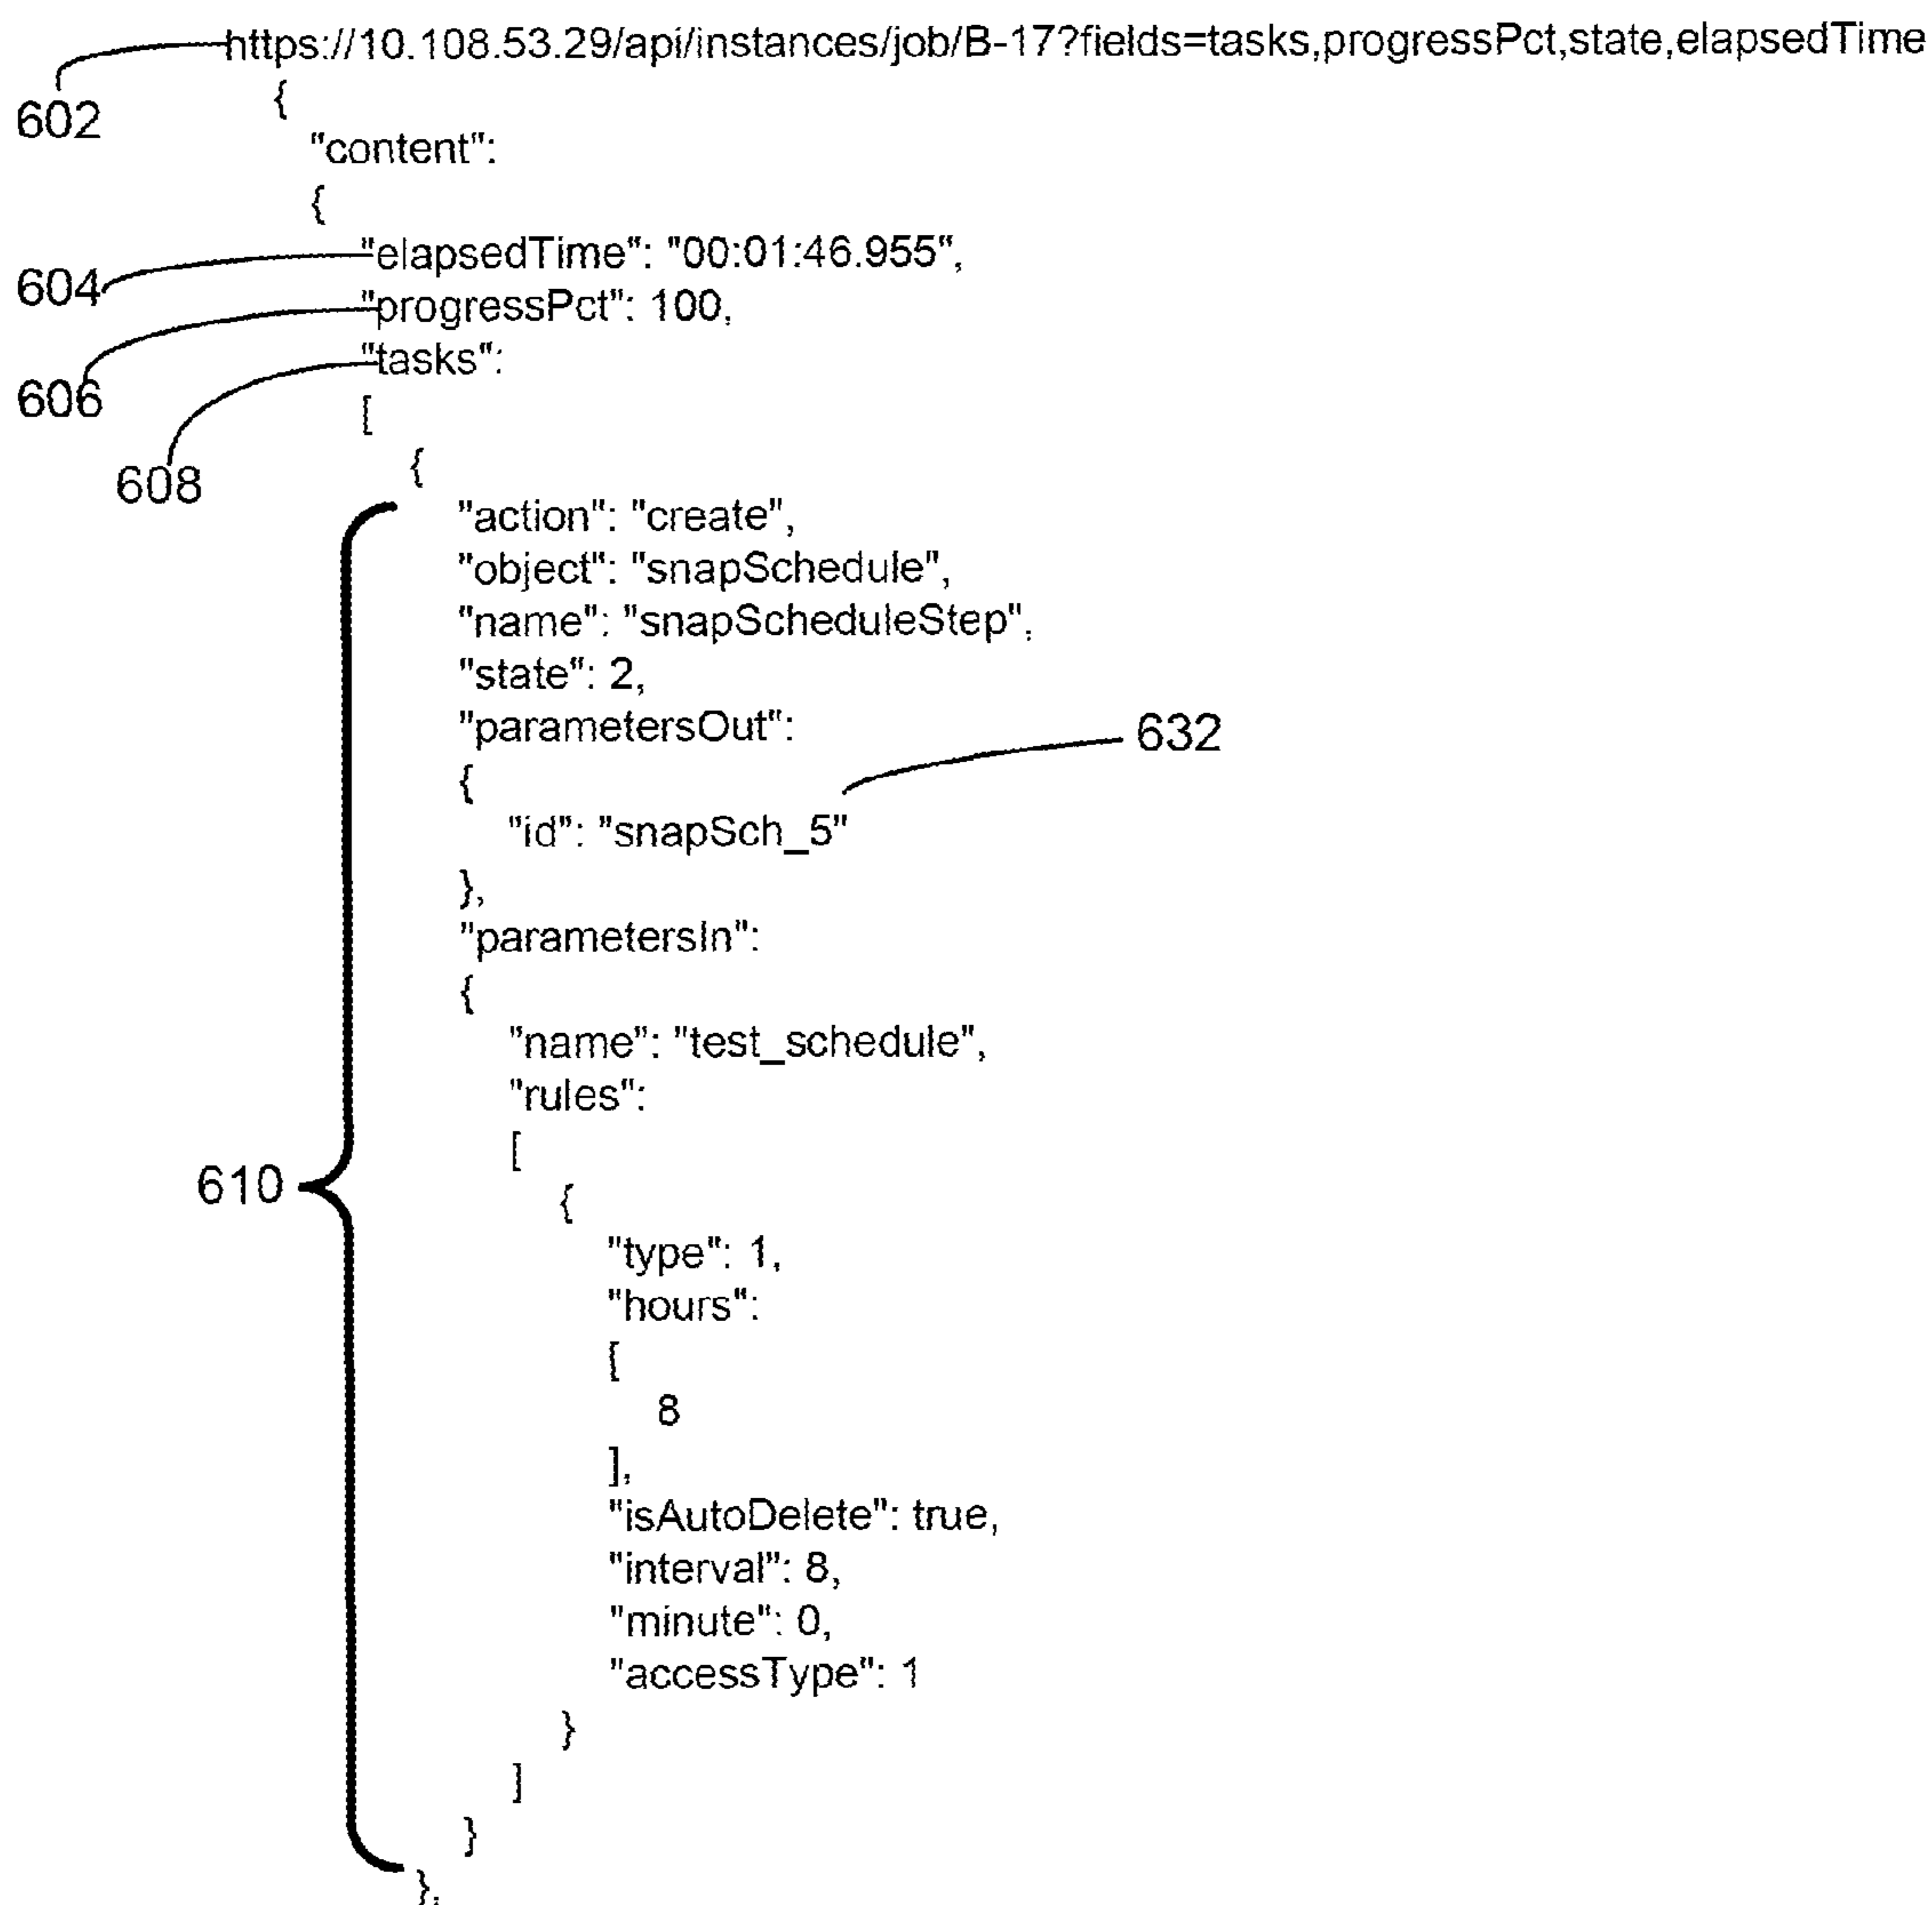 https://10.108.53.29/api/instances/job/B-17?fields=tasks,progressPct,state,elapsedTime
602
{
"content":
{
"elapsedTime": "00:01:46.955",
604
"progressPct": 100,
"tasks":
606
[
{
608
"action": "create",
"object": "snapSchedule",
"name": "snapScheduleStep",
"state": 2,
"parametersOut":
632
{
"id": "snapSch_5"
},
"parametersIn":
{
"name": "test_schedule",
"rules":
[
610
{
"type": 1,
"hours":
[
8
],
"isAutoDelete": true,
"interval": 8,
"minute": 0,
"accessType": 1
}
]
}
},